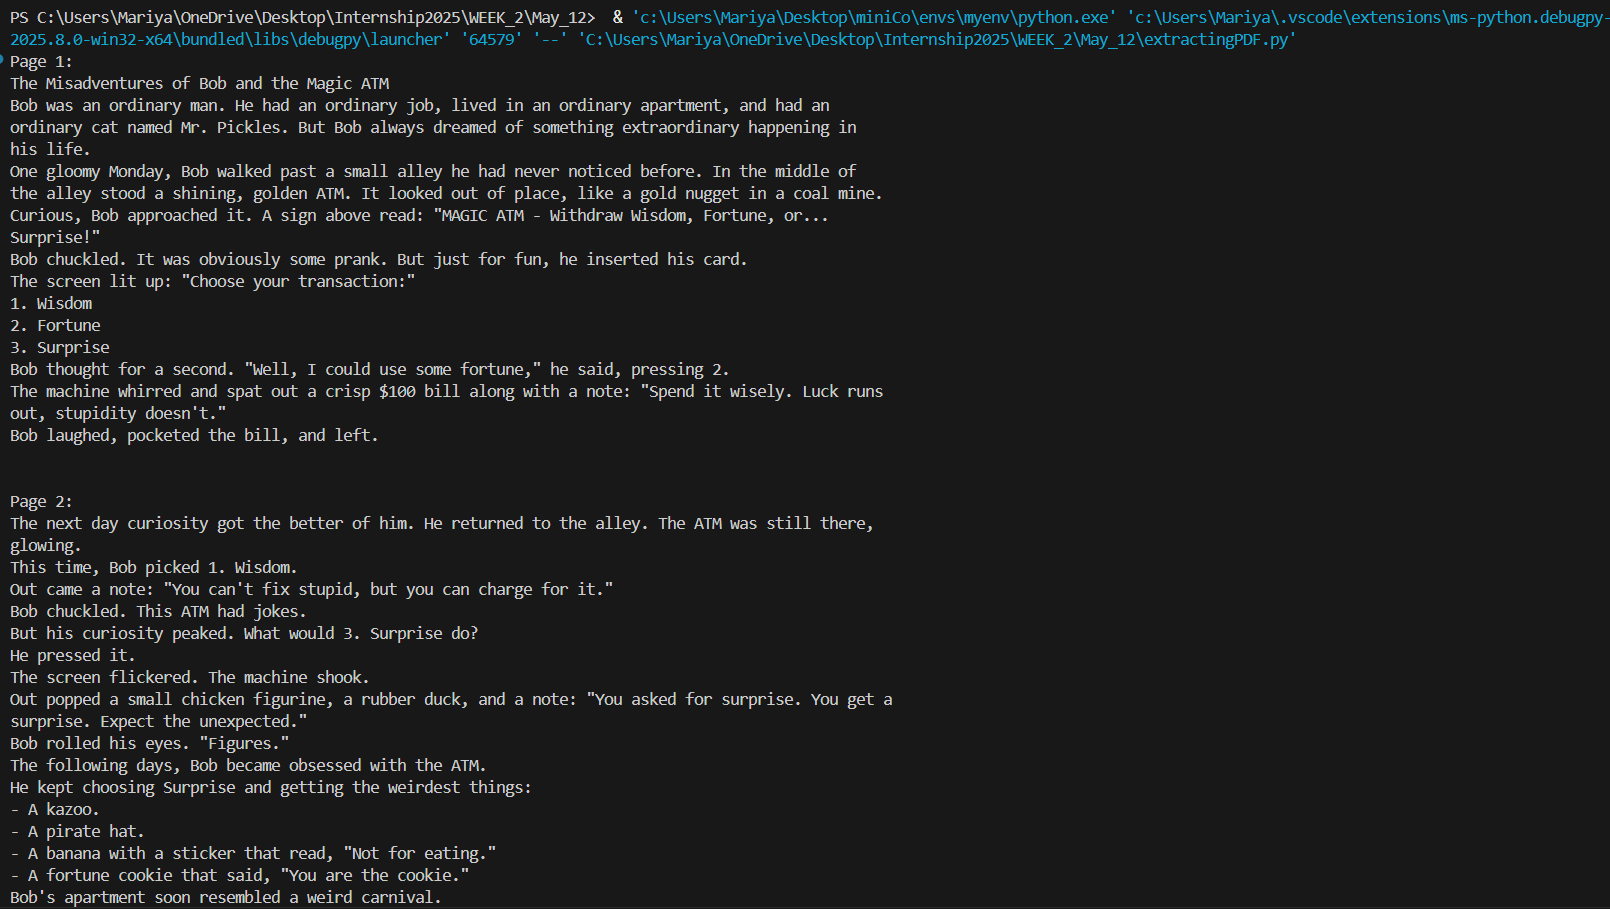 PS C:\Users\Mariya\OneDrive\Desktop\Internship2025\WEEK_2\May_12>  & 'c:\Users\Mariya\Desktop\miniCo\envs\myenv\python.exe' 'c:\Users\Mariya\.vscode\extensions\ms-python.debugpy-
2025.8.0-win32-x64\bundled\libs\debugpy\launcher' '64579' '--' 'C:\Users\Mariya\OneDrive\Desktop\Internship2025\WEEK_2\May_12\extractingPDF.py'
Page 1:
The Misadventures of Bob and the Magic ATM
Bob was an ordinary man. He had an ordinary job, lived in an ordinary apartment, and had an
ordinary cat named Mr. Pickles. But Bob always dreamed of something extraordinary happening in
his life.
One gloomy Monday, Bob walked past a small alley he had never noticed before. In the middle of
the alley stood a shining, golden ATM. It looked out of place, like a gold nugget in a coal mine.
Curious, Bob approached it. A sign above read: "MAGIC ATM - Withdraw Wisdom, Fortune, or...
Surprise!"
Bob chuckled. It was obviously some prank. But just for fun, he inserted his card.
The screen lit up: "Choose your transaction:"
1. Wisdom
2. Fortune
3. Surprise
Bob thought for a second. "Well, I could use some fortune," he said, pressing 2.
The machine whirred and spat out a crisp $100 bill along with a note: "Spend it wisely. Luck runs
out, stupidity doesn't."
Bob laughed, pocketed the bill, and left.
Page 2:
The next day curiosity got the better of him. He returned to the alley. The ATM was still there,
glowing.
This time, Bob picked 1. Wisdom.
Out came a note: "You can't fix stupid, but you can charge for it."
Bob chuckled. This ATM had jokes.
But his curiosity peaked. What would 3. Surprise do?
He pressed it.
The screen flickered. The machine shook.
Out popped a small chicken figurine, a rubber duck, and a note: "You asked for surprise. You get a
surprise. Expect the unexpected."
Bob rolled his eyes. "Figures."
The following days, Bob became obsessed with the ATM.
He kept choosing Surprise and getting the weirdest things:
- A kazoo.
- A pirate hat.
- A banana with a sticker that read, "Not for eating."
- A fortune cookie that said, "You are the cookie."
Bob's apartment soon resembled a weird carnival.